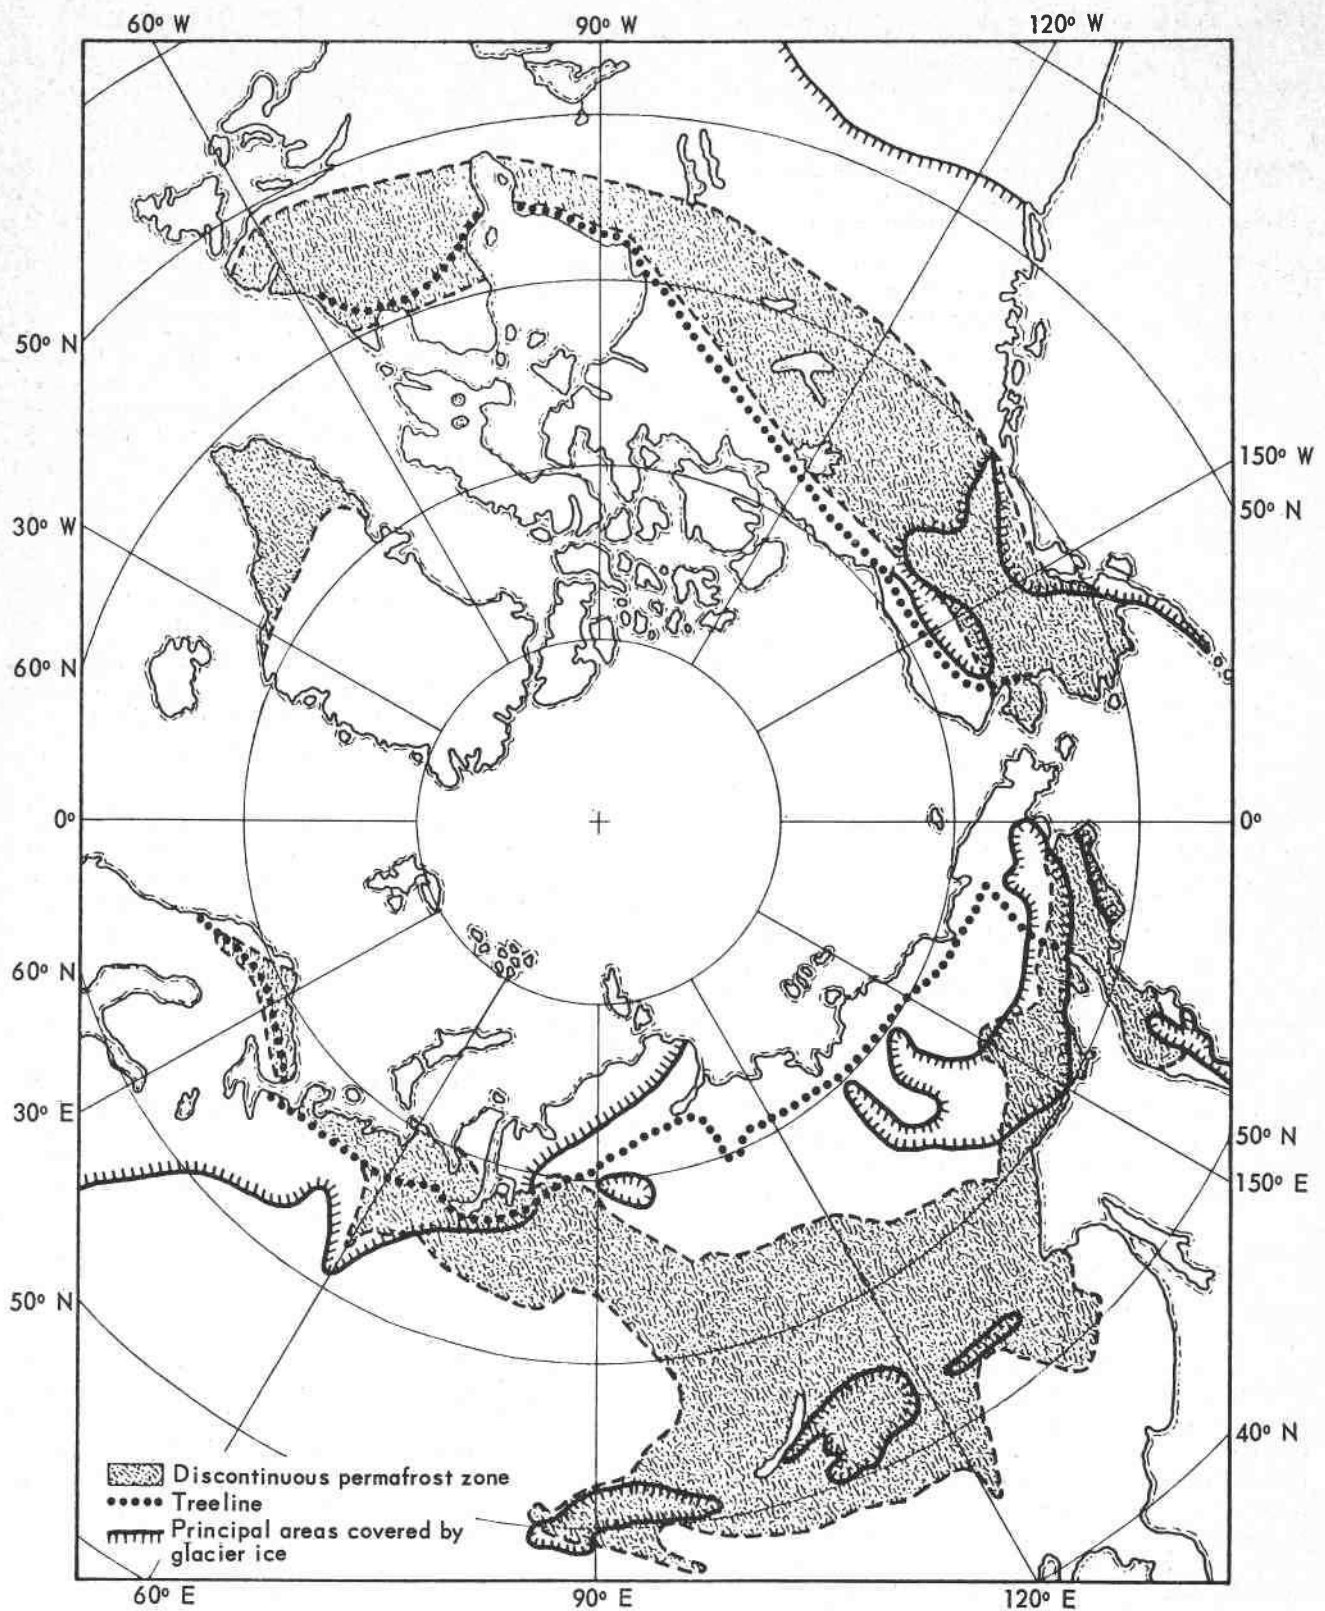 60° W 90° W 120° W
50° N
30° W
60° N
0°
60° N
30° E
50° N
150° W
50° N
0°
50° N
150° E
40° N
Discontinuous permafrost zone
Treeline
Principal areas covered by
glacier ice
60° E 90° E 120° E